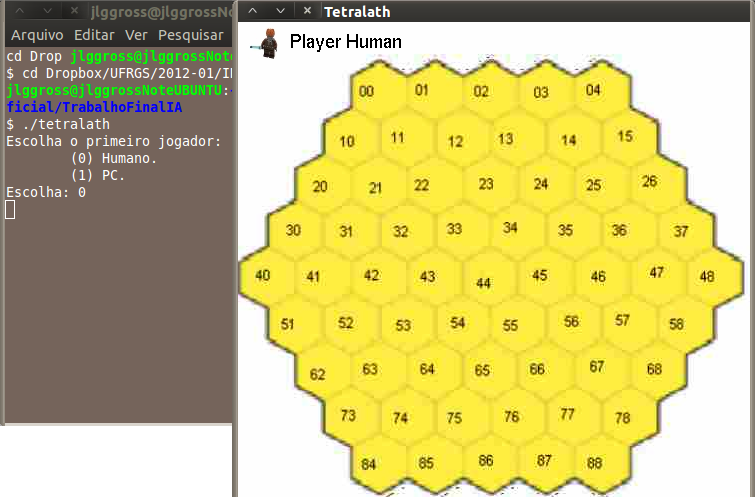 jlggross@jlggrossNote
Arquivo Editar Ver Pesquisar
cd Drop jlggross@jlggrossNote
$ cd Dropbox/UFRGS/2012-01/I
jlggross@jlggrossNoteUBUNTU:
ficial/TrabalhoFinalIA
$ ./tetralath
Escolha o primeiro jogador:
(0) Humano.
(1) PC.
Escolha: 0
Tetralath
Player Human
00 01 02 03 04
10 11 12 13 14 15
20 21 22 23 24 25 26
30 31 32 33 34 35 36 37
40 41 42 43 44 45 46 47 48
51 52 53 54 55 56 57 58
62 63 64 65 66 67 68
73 74 75 76 77 78
84 85 86 87 88